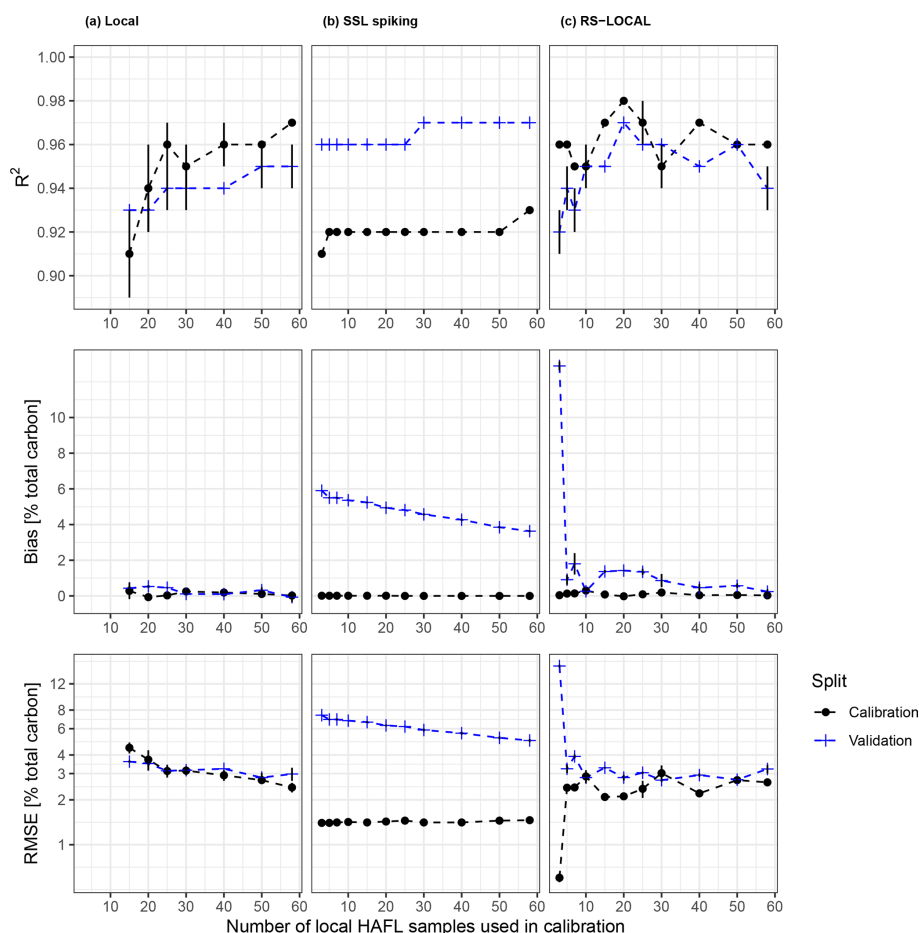 (a) Local
(b) SSL spiking
(c) RS−LOCAL
1.00
0.98
0.96
0.94
0.92
0.90
R2
10 20 30 40 50 60
10 20 30 40 50 60
10 20 30 40 50 60
10
8
6
4
2
0
Bias [% total carbon]
10 20 30 40 50 60
10 20 30 40 50 60
10 20 30 40 50 60
12
8
6
4
3
2
1
RMSE [% total carbon]
10 20 30 40 50 60
10 20 30 40 50 60
10 20 30 40 50 60
Number of local HAFL samples used in calibration
Split
Calibration
Validation